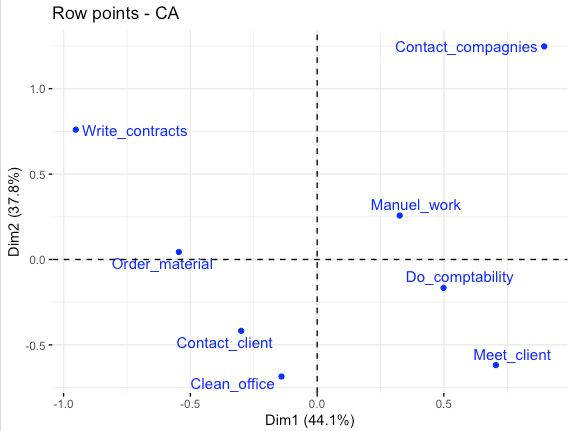 Row points - CA
Contact_compagnies
1.0
Write_contracts
0.5
Manuel_work
Dim2 (37.8%)
0.0
Order_material
Do_comptability
-0.5
Contact_client
Meet_client
Clean_office
-1.0
-0.5
0.0
0.5
Dim1 (44.1%)